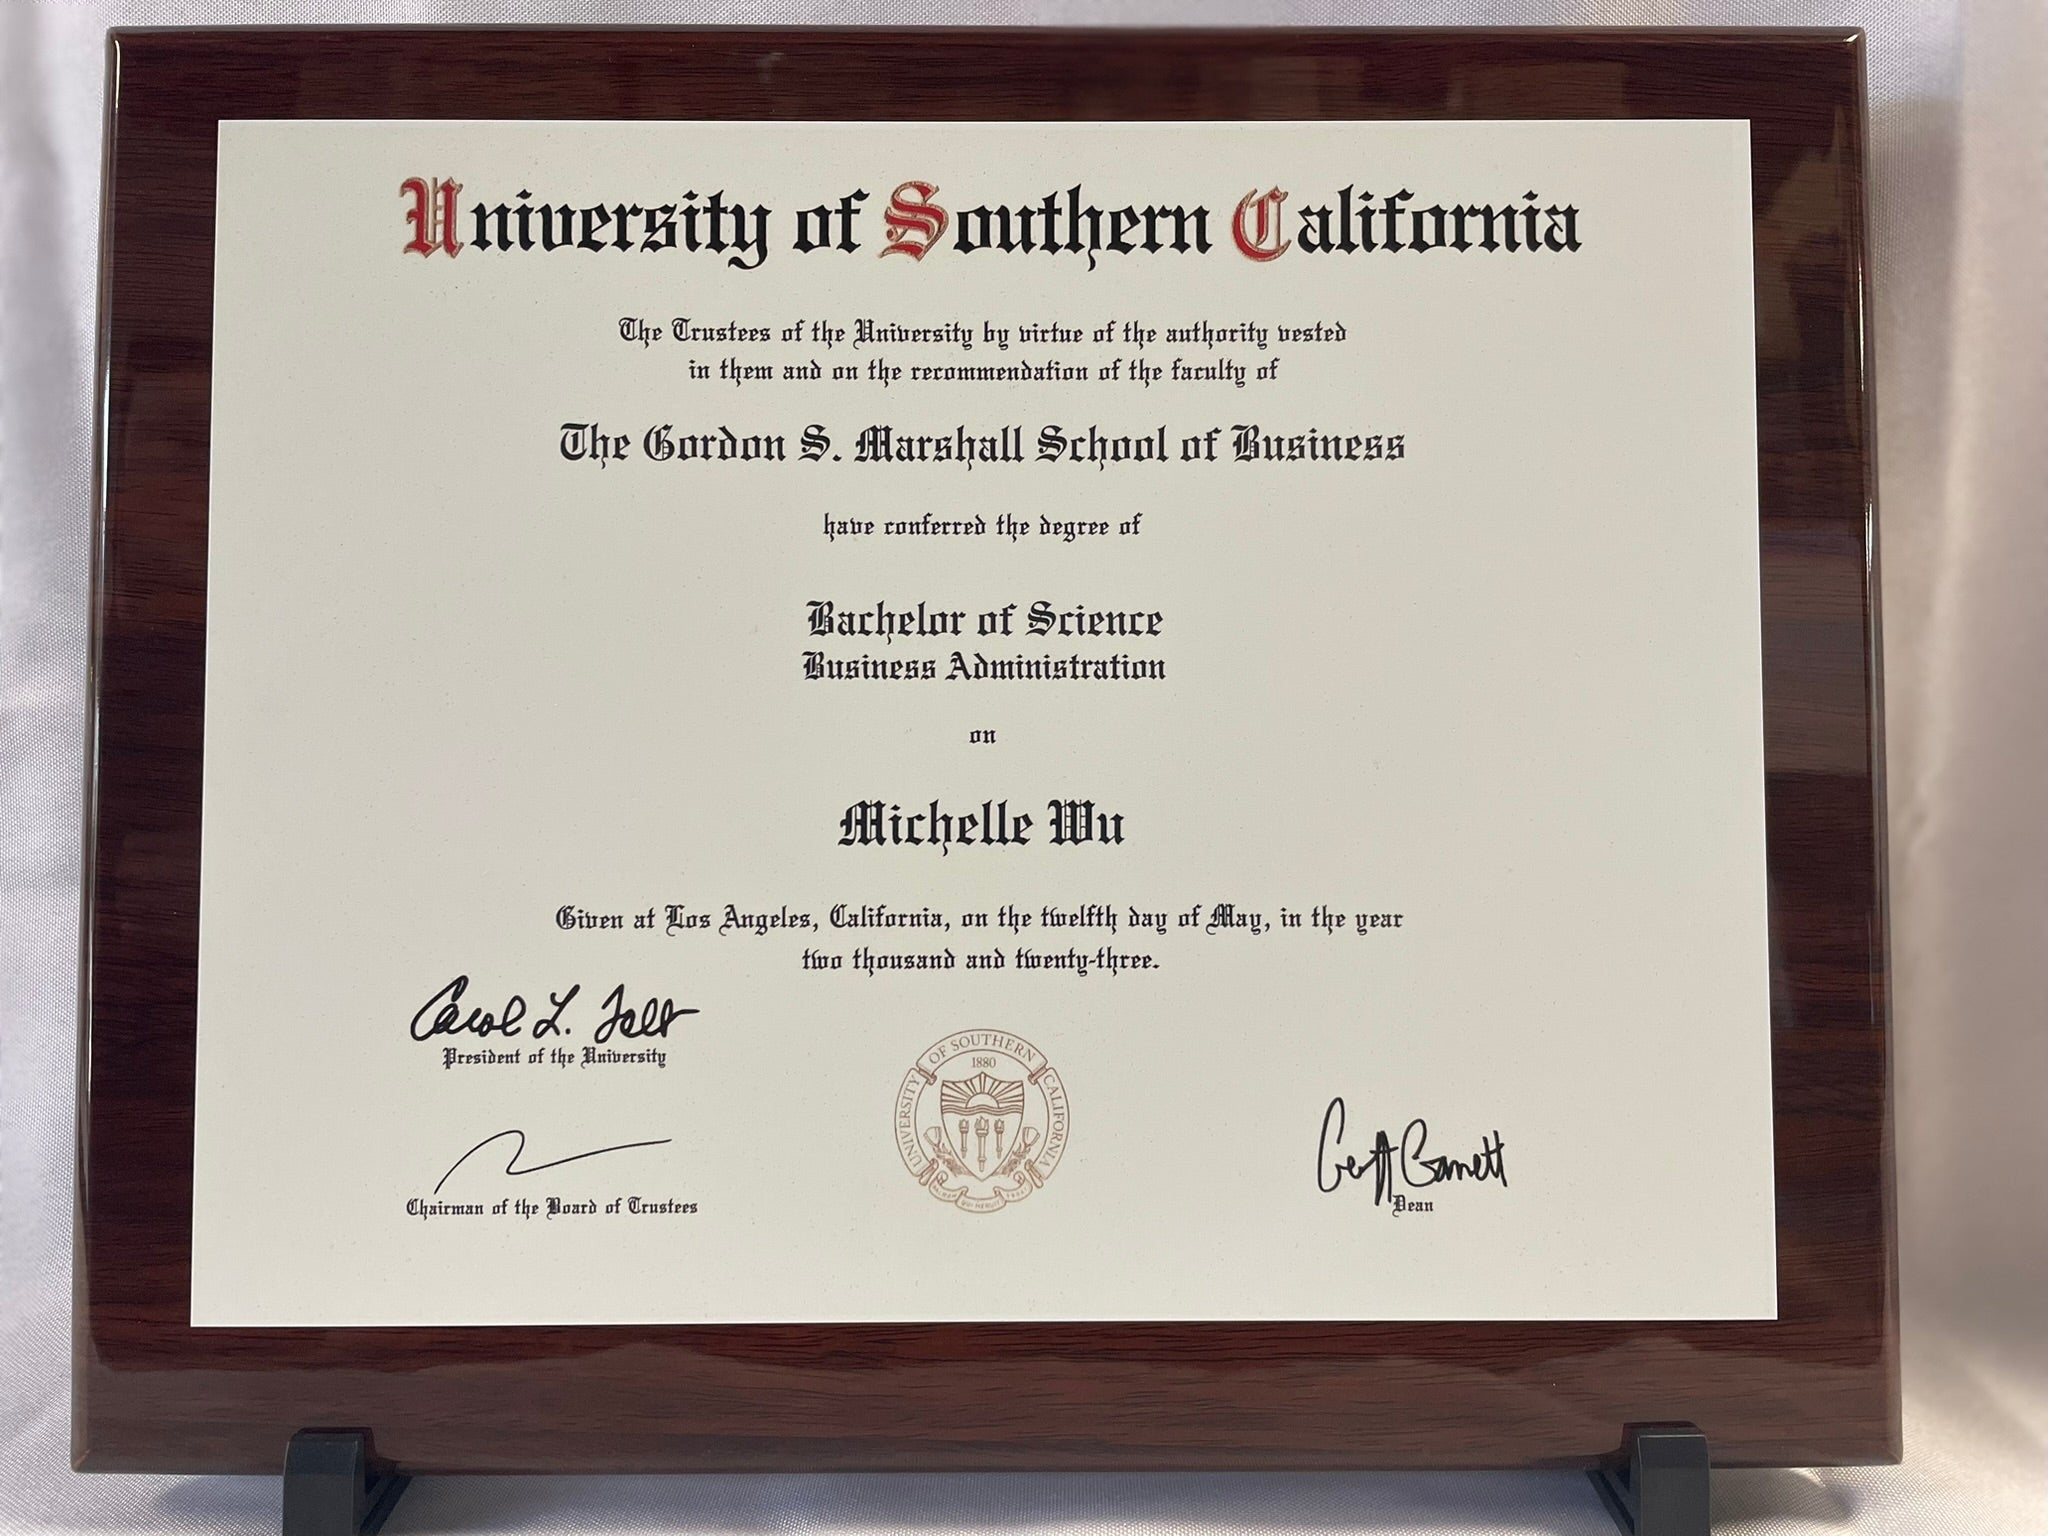 University of Southern California
The Trustees of the University by virtue of the authority vested
in them and on the recommendation of the faculty of
The Gordon S. Marshall School of Business
have conferred the degree of
Bachelor of Science
Business Administration
on
Michelle Wu
Given at Los Angeles, California, on the twelfth day of May, in the year
two thousand and twenty-three.
Carol L. Folt
President of the University
Chairman of the Board of Trustees
UNIVERSITY OF SOUTHERN CALIFORNIA
1880
Geoff Garrett
Dean